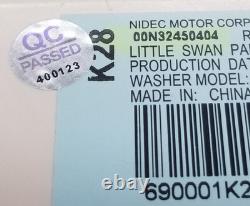 QC
PASSED
400123
K28
NIDEC MOTOR CORP
00N32450404 R
LITTLE SWAN PA
PRODUCTION DAT
WASHER MODEL:
MADE IN: CHINA
690001K2
ebay